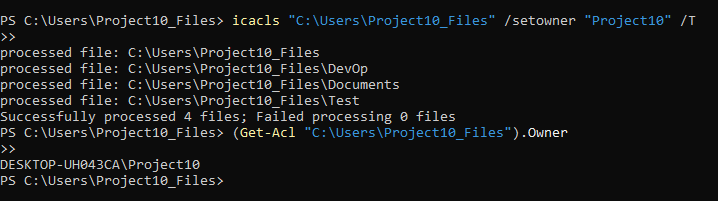 PS C:\Users\Project10_Files> icacls "C:\Users\Project10_Files" /setowner "Project10" /T
>>
processed file: C:\Users\Project10_Files
processed file: C:\Users\Project10_Files\DevOp
processed file: C:\Users\Project10_Files\Documents
processed file: C:\Users\Project10_Files\Test
Successfully processed 4 files; Failed processing 0 files
PS C:\Users\Project10_Files> (Get-Acl "C:\Users\Project10_Files").Owner
>>
DESKTOP-UH043CA\Project10
PS C:\Users\Project10_Files>